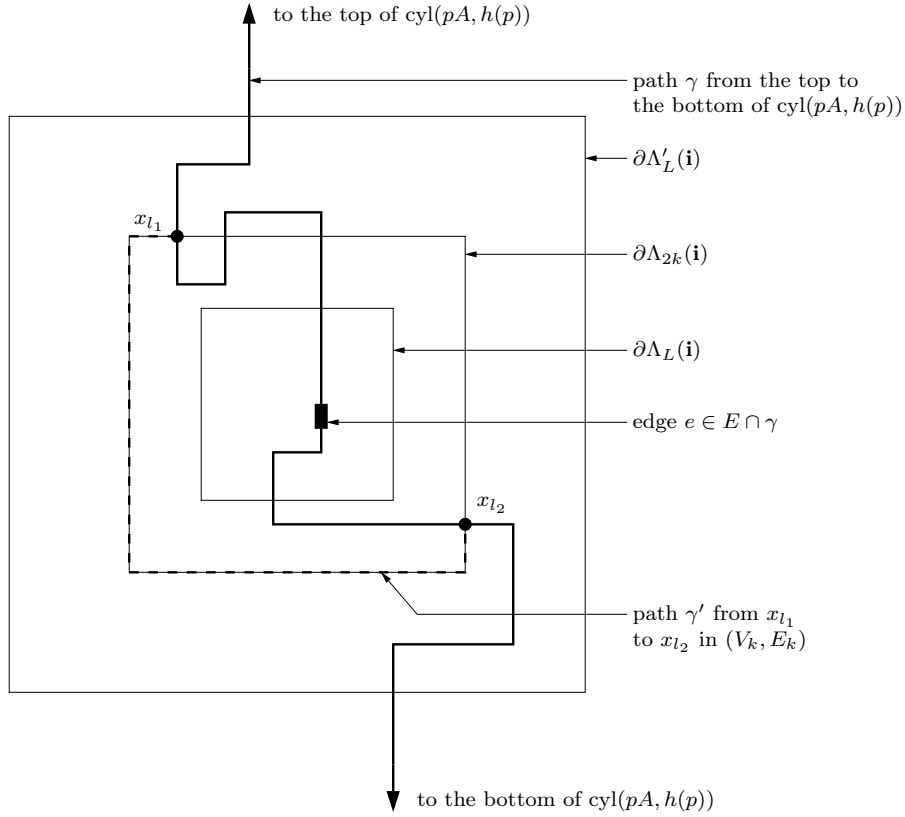 to the top of cyl(pA, h(p))
path γ from the top to
the bottom of cyl(pA, h(p))
∂Λ′_L(i)
x_{l_1}
∂Λ_{2k}(i)
∂Λ_L(i)
edge e ∈ E ∩ γ
x_{l_2}
path γ′ from x_{l_1}
to x_{l_2} in (V_k, E_k)
to the bottom of cyl(pA, h(p))